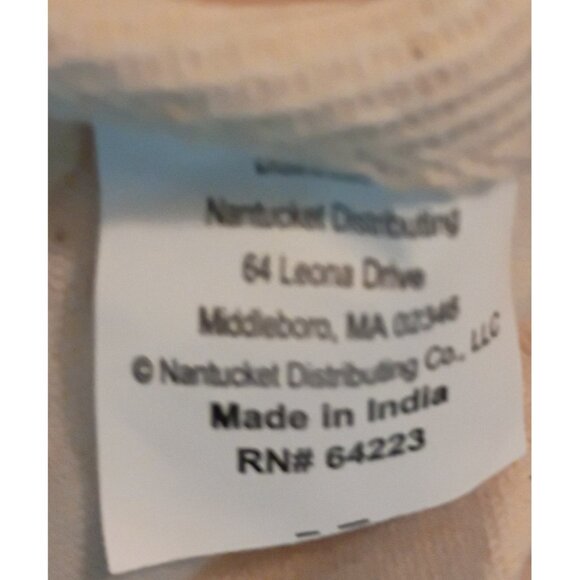 Nantucket Distributing
64 Leona Drive
Middleboro, MA 02346
© Nantucket Distributing Co., LLC
Made in India
RN# 64223